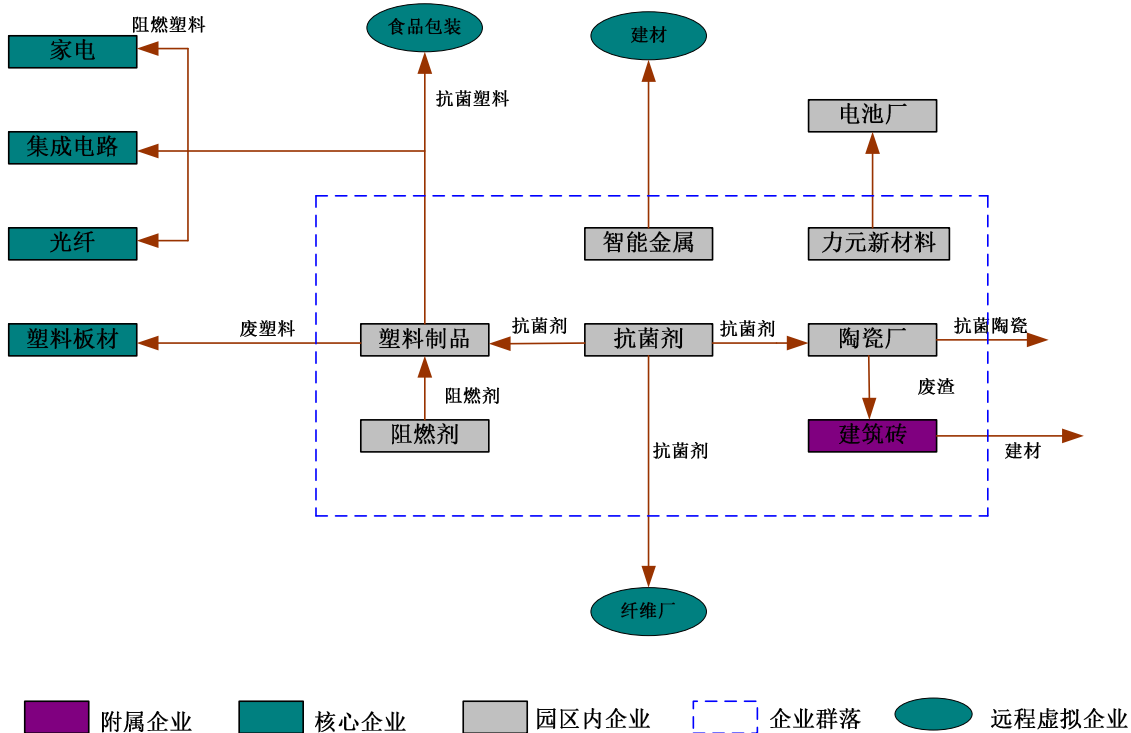 食品包装
阻燃塑料
建材
家电
抗菌塑料
电池厂
集成电路
光纤
智能金属
力元新材料
塑料板材
废塑料
塑料制品
抗菌剂
抗菌剂
抗菌剂
陶瓷厂
抗菌陶瓷
阻燃剂
废渣
阻燃剂
建筑砖
抗菌剂
建材
纤维厂
附属企业
核心企业
园区内企业
企业群落
远程虚拟企业